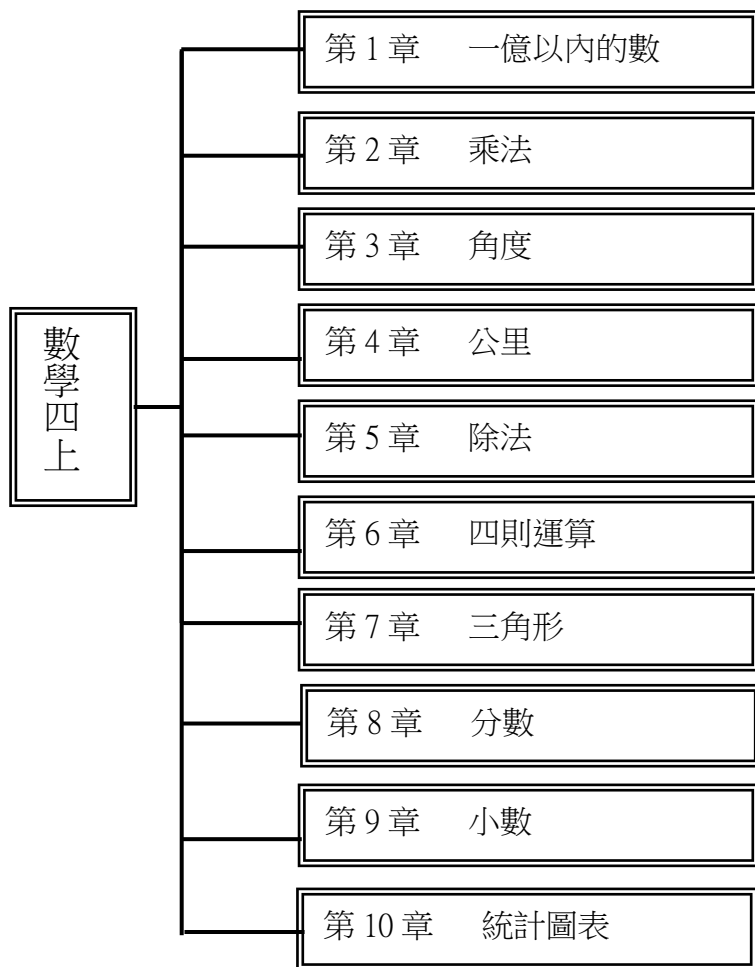 數學四上
第 1 章 一億以內的數
第 2 章 乘法
第 3 章 角度
第 4 章 公里
第 5 章 除法
第 6 章 四則運算
第 7 章 三角形
第 8 章 分數
第 9 章 小數
第 10 章 統計圖表